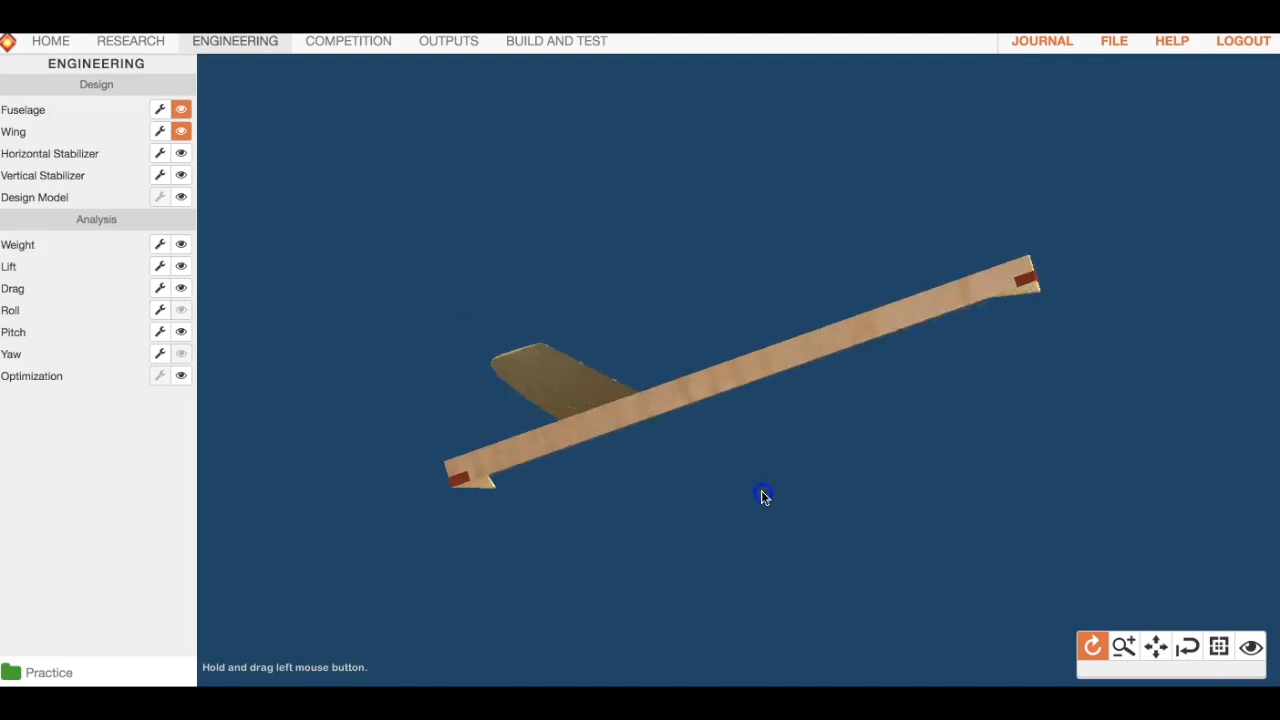 HOME RESEARCH ENGINEERING COMPETITION OUTPUTS BUILD AND TEST JOURNAL FILE HELP LOGOUT
ENGINEERING
Design
Fuselage
Wing
Horizontal Stabilizer
Vertical Stabilizer
Design Model
Analysis
Weight
Lift
Drag
Roll
Pitch
Yaw
Optimization
Practice
Hold and drag left mouse button.